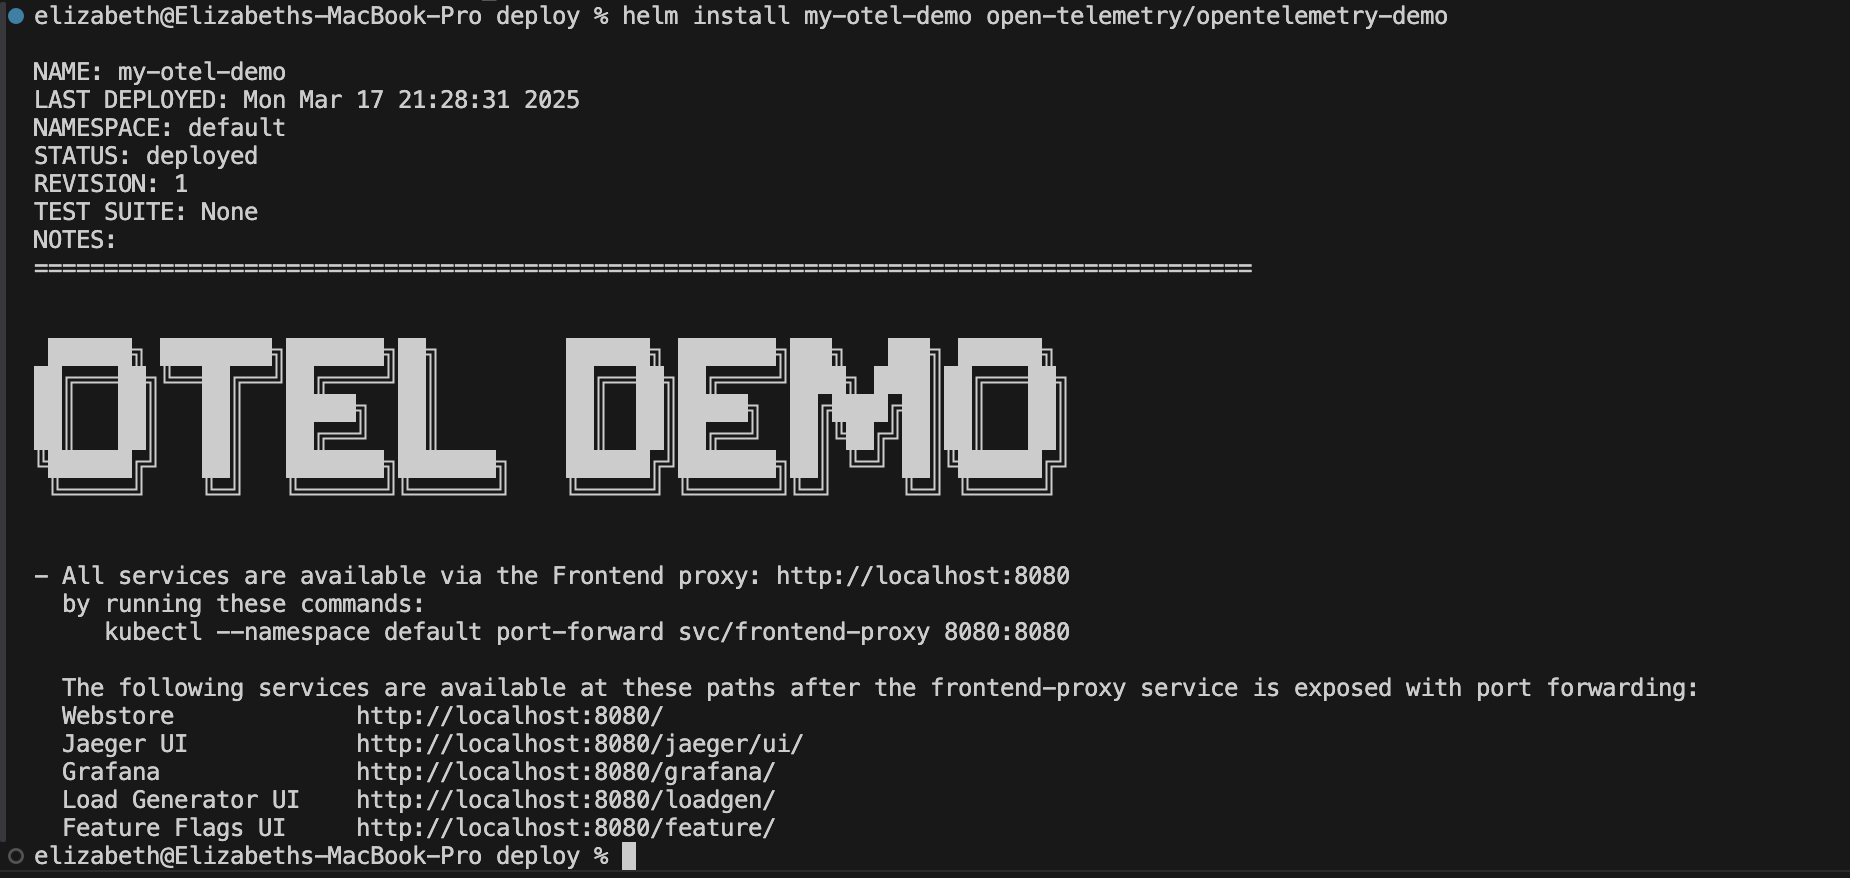 elizabeth@Elizabeths-MacBook-Pro deploy % helm install my-otel-demo open-telemetry/opentelemetry-demo
NAME: my-otel-demo
LAST DEPLOYED: Mon Mar 17 21:28:31 2025
NAMESPACE: default
STATUS: deployed
REVISION: 1
TEST SUITE: None
NOTES:
=======================================================================================
OTEL DEMO
- All services are available via the Frontend proxy: http://localhost:8080
by running these commands:
kubectl --namespace default port-forward svc/frontend-proxy 8080:8080
The following services are available at these paths after the frontend-proxy service is exposed with port forwarding:
Webstore http://localhost:8080/
Jaeger UI http://localhost:8080/jaeger/ui/
Grafana http://localhost:8080/grafana/
Load Generator UI http://localhost:8080/loadgen/
Feature Flags UI http://localhost:8080/feature/
elizabeth@Elizabeths-MacBook-Pro deploy %